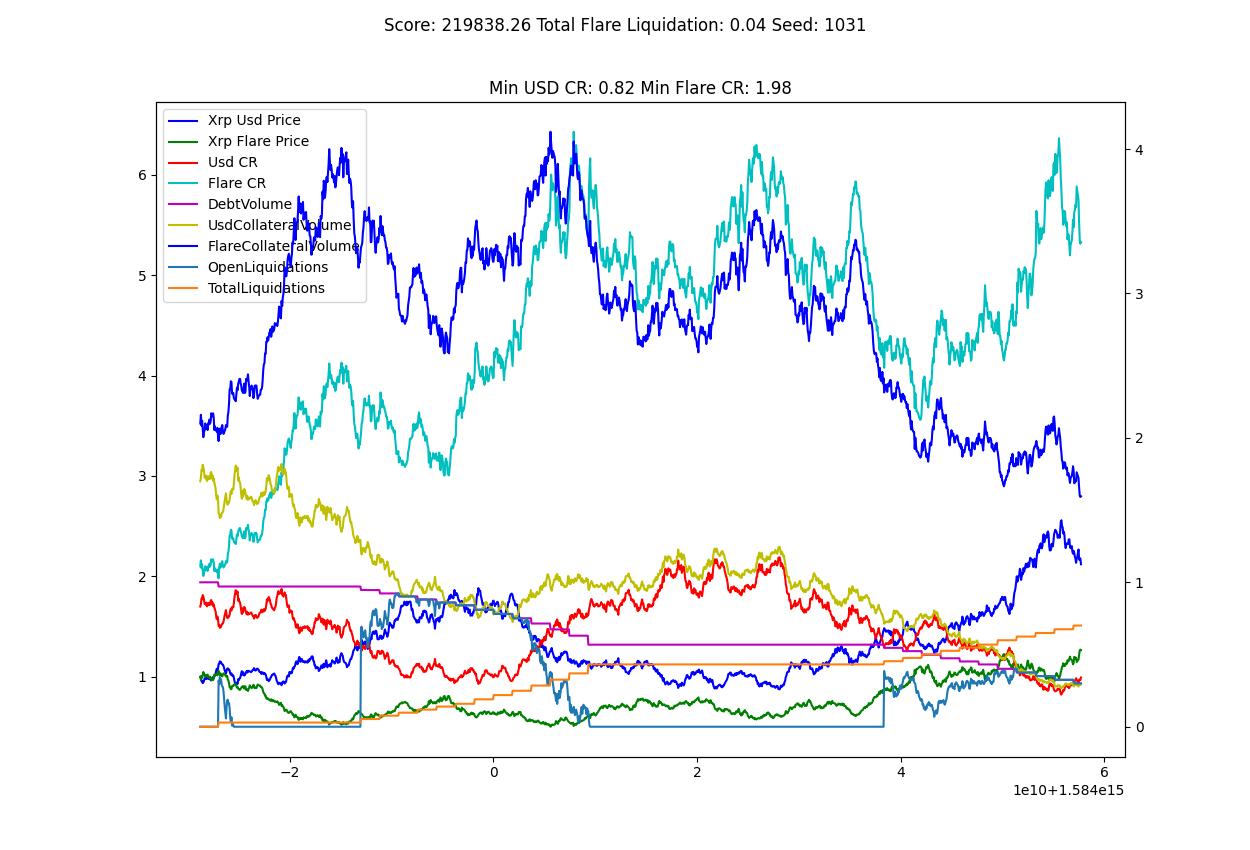 Score: 219838.26 Total Flare Liquidation: 0.04 Seed: 1031
Min USD CR: 0.82 Min Flare CR: 1.98
Xrp Usd Price
Xrp Flare Price
Usd CR
Flare CR
DebtVolume
UsdCollateralVolume
FlareCollateralVolume
OpenLiquidations
TotalLiquidations
6
5
4
3
2
1
4
3
2
1
0
−2
0
2
4
6
1e10+1.584e15